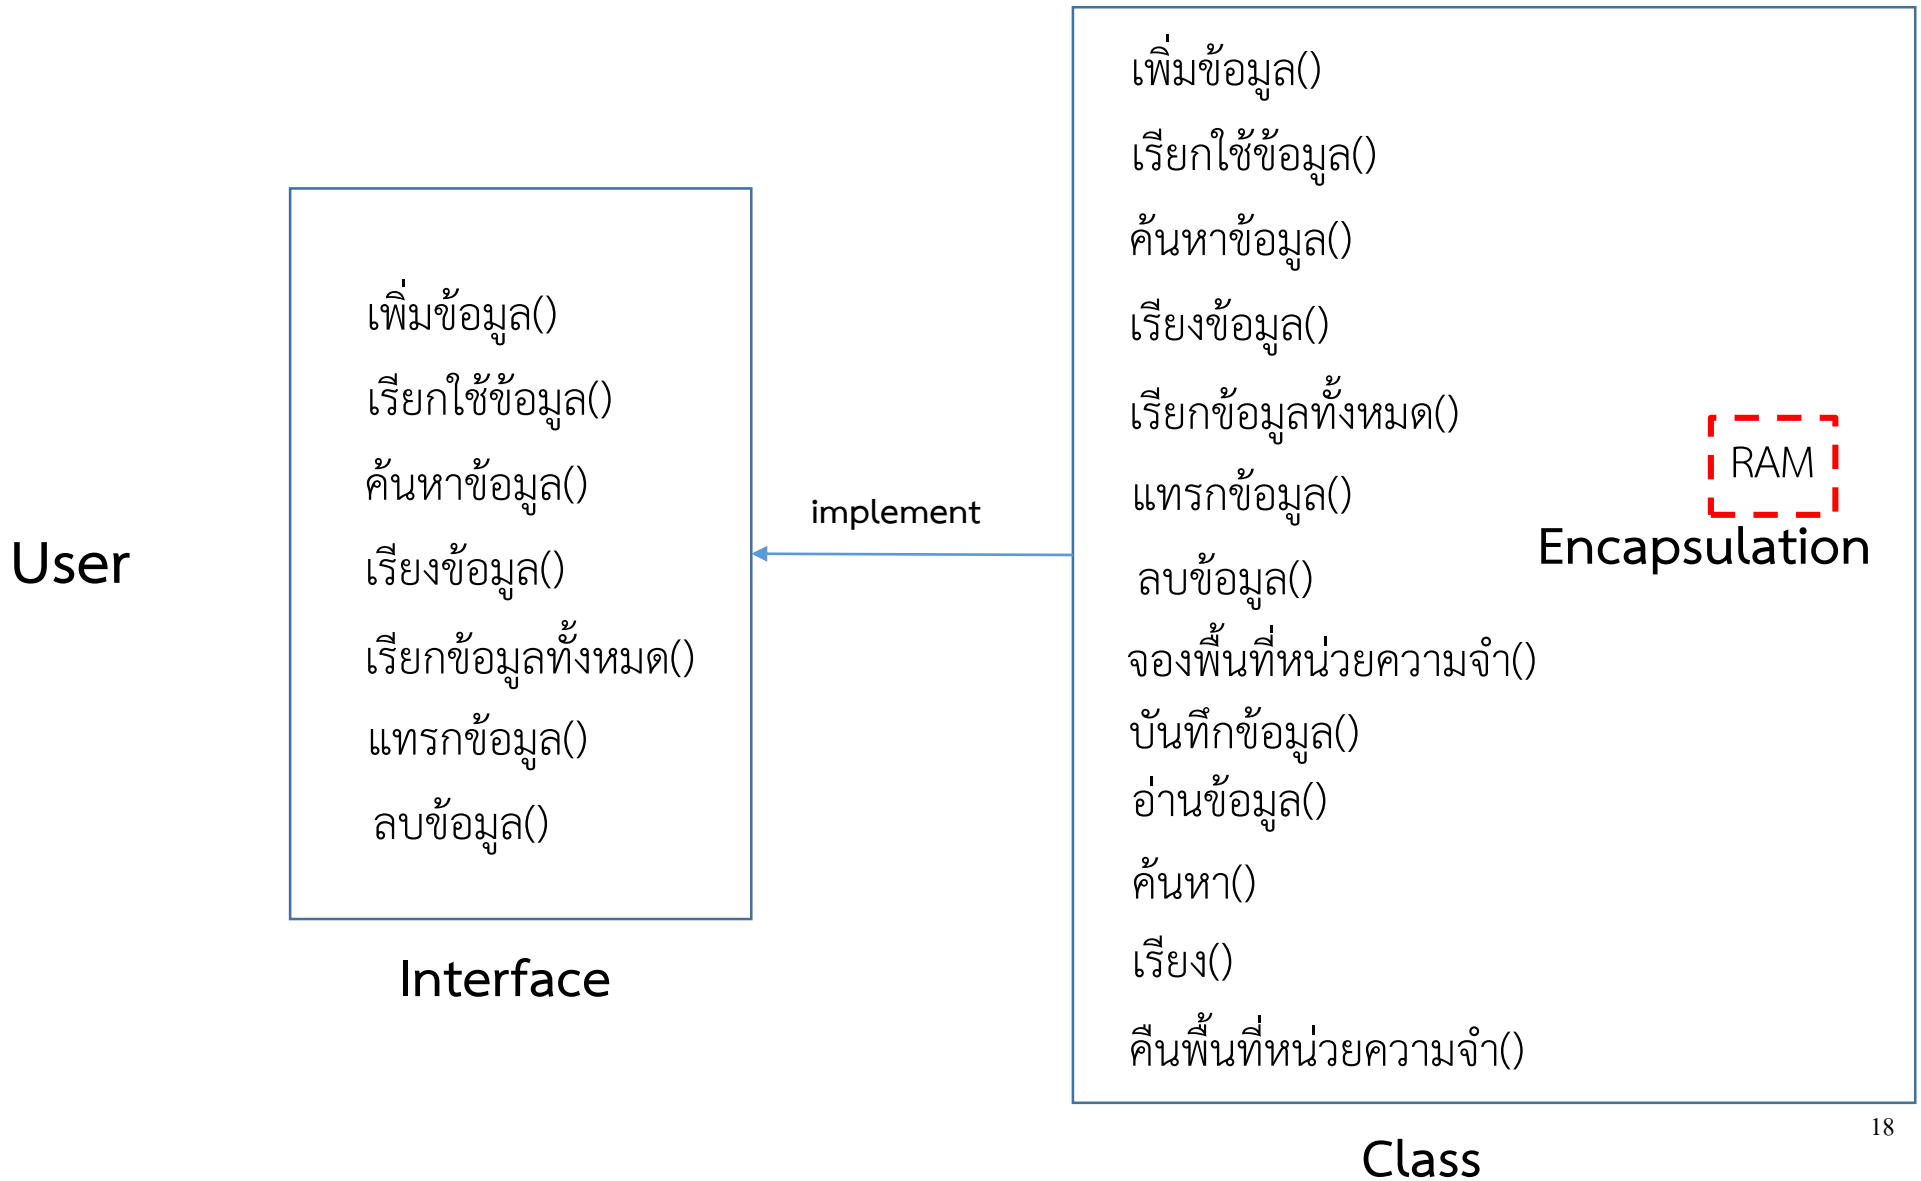 User
เพิ่มข้อมูล()
เรียกใช้ข้อมูล()
ค้นหาข้อมูล()
เรียงข้อมูล()
เรียกข้อมูลทั้งหมด()
แทรกข้อมูล()
ลบข้อมูล()
Interface
implement
เพิ่มข้อมูล()
เรียกใช้ข้อมูล()
ค้นหาข้อมูล()
เรียงข้อมูล()
เรียกข้อมูลทั้งหมด()
แทรกข้อมูล()
ลบข้อมูล()
จองพื้นที่หน่วยความจำ()
บันทึกข้อมูล()
อ่านข้อมูล()
ค้นหา()
เรียง()
คืนพื้นที่หน่วยความจำ()
RAM
Encapsulation
Class
18